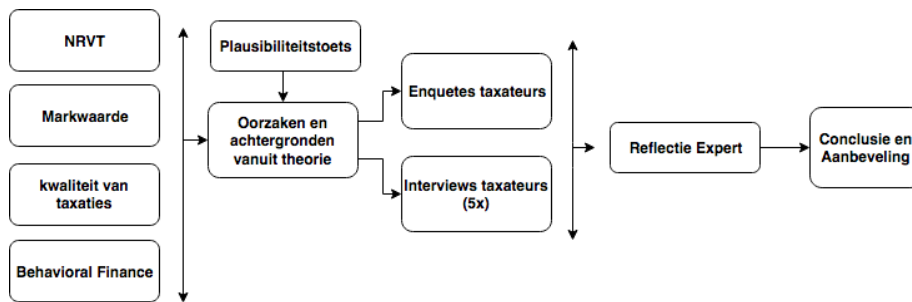 NRVT
Markwaarde
kwaliteit van
taxaties
Behavioral Finance
Plausibiliteitstoets
Oorzaken en
achtergronden
vanuit theorie
Enquetes taxateurs
Interviews taxateurs
(5x)
Reflectie Expert
Conclusie en
Aanbeveling